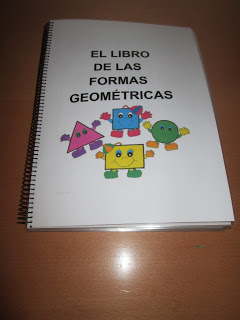 EL LIBRO
DE LAS
FORMAS
GEOMÉTRICAS